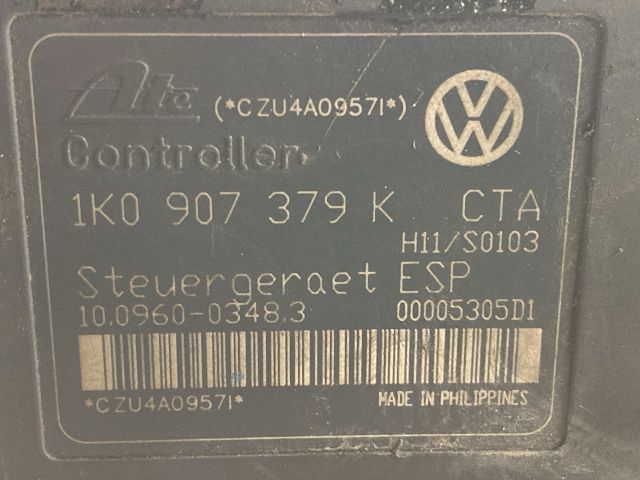 Ate (*CZU4A0957I*)
Controller
1K0 907 379 K CTA
H11/S0103
Steuergeraet ESP
10.0960-0348.3 00005305D1
*CZU4A0957I* MADE IN PHILIPPINES